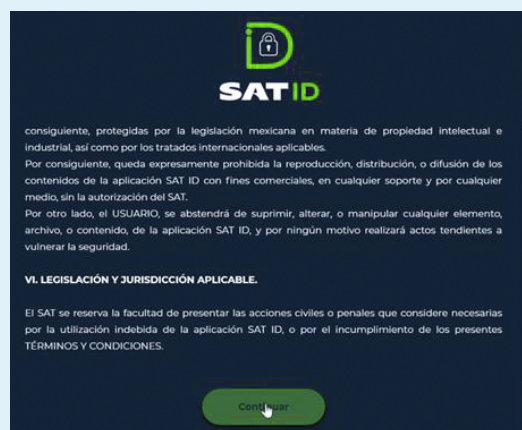 SAT ID
consiguiente, protegidas por la legislación mexicana en materia de propiedad intelectual e
industrial, así como por los tratados internacionales aplicables.
Por consiguiente, queda expresamente prohibida la reproducción, distribución, o difusión de los
contenidos de la aplicación SAT ID con fines comerciales, en cualquier soporte y por cualquier
medio, sin la autorización del SAT.
Por otro lado, el USUARIO, se abstendrá de suprimir, alterar, o manipular cualquier elemento,
archivo, o contenido, de la aplicación SAT ID, y por ningún motivo realizará actos tendientes a
vulnerar la seguridad.
VI. LEGISLACIÓN Y JURISDICCIÓN APLICABLE.
El SAT se reserva la facultad de presentar las acciones civiles o penales que considere necesarias
por la utilización indebida de la aplicación SAT ID, o por el incumplimiento de los presentes
TÉRMINOS Y CONDICIONES.
Continuar